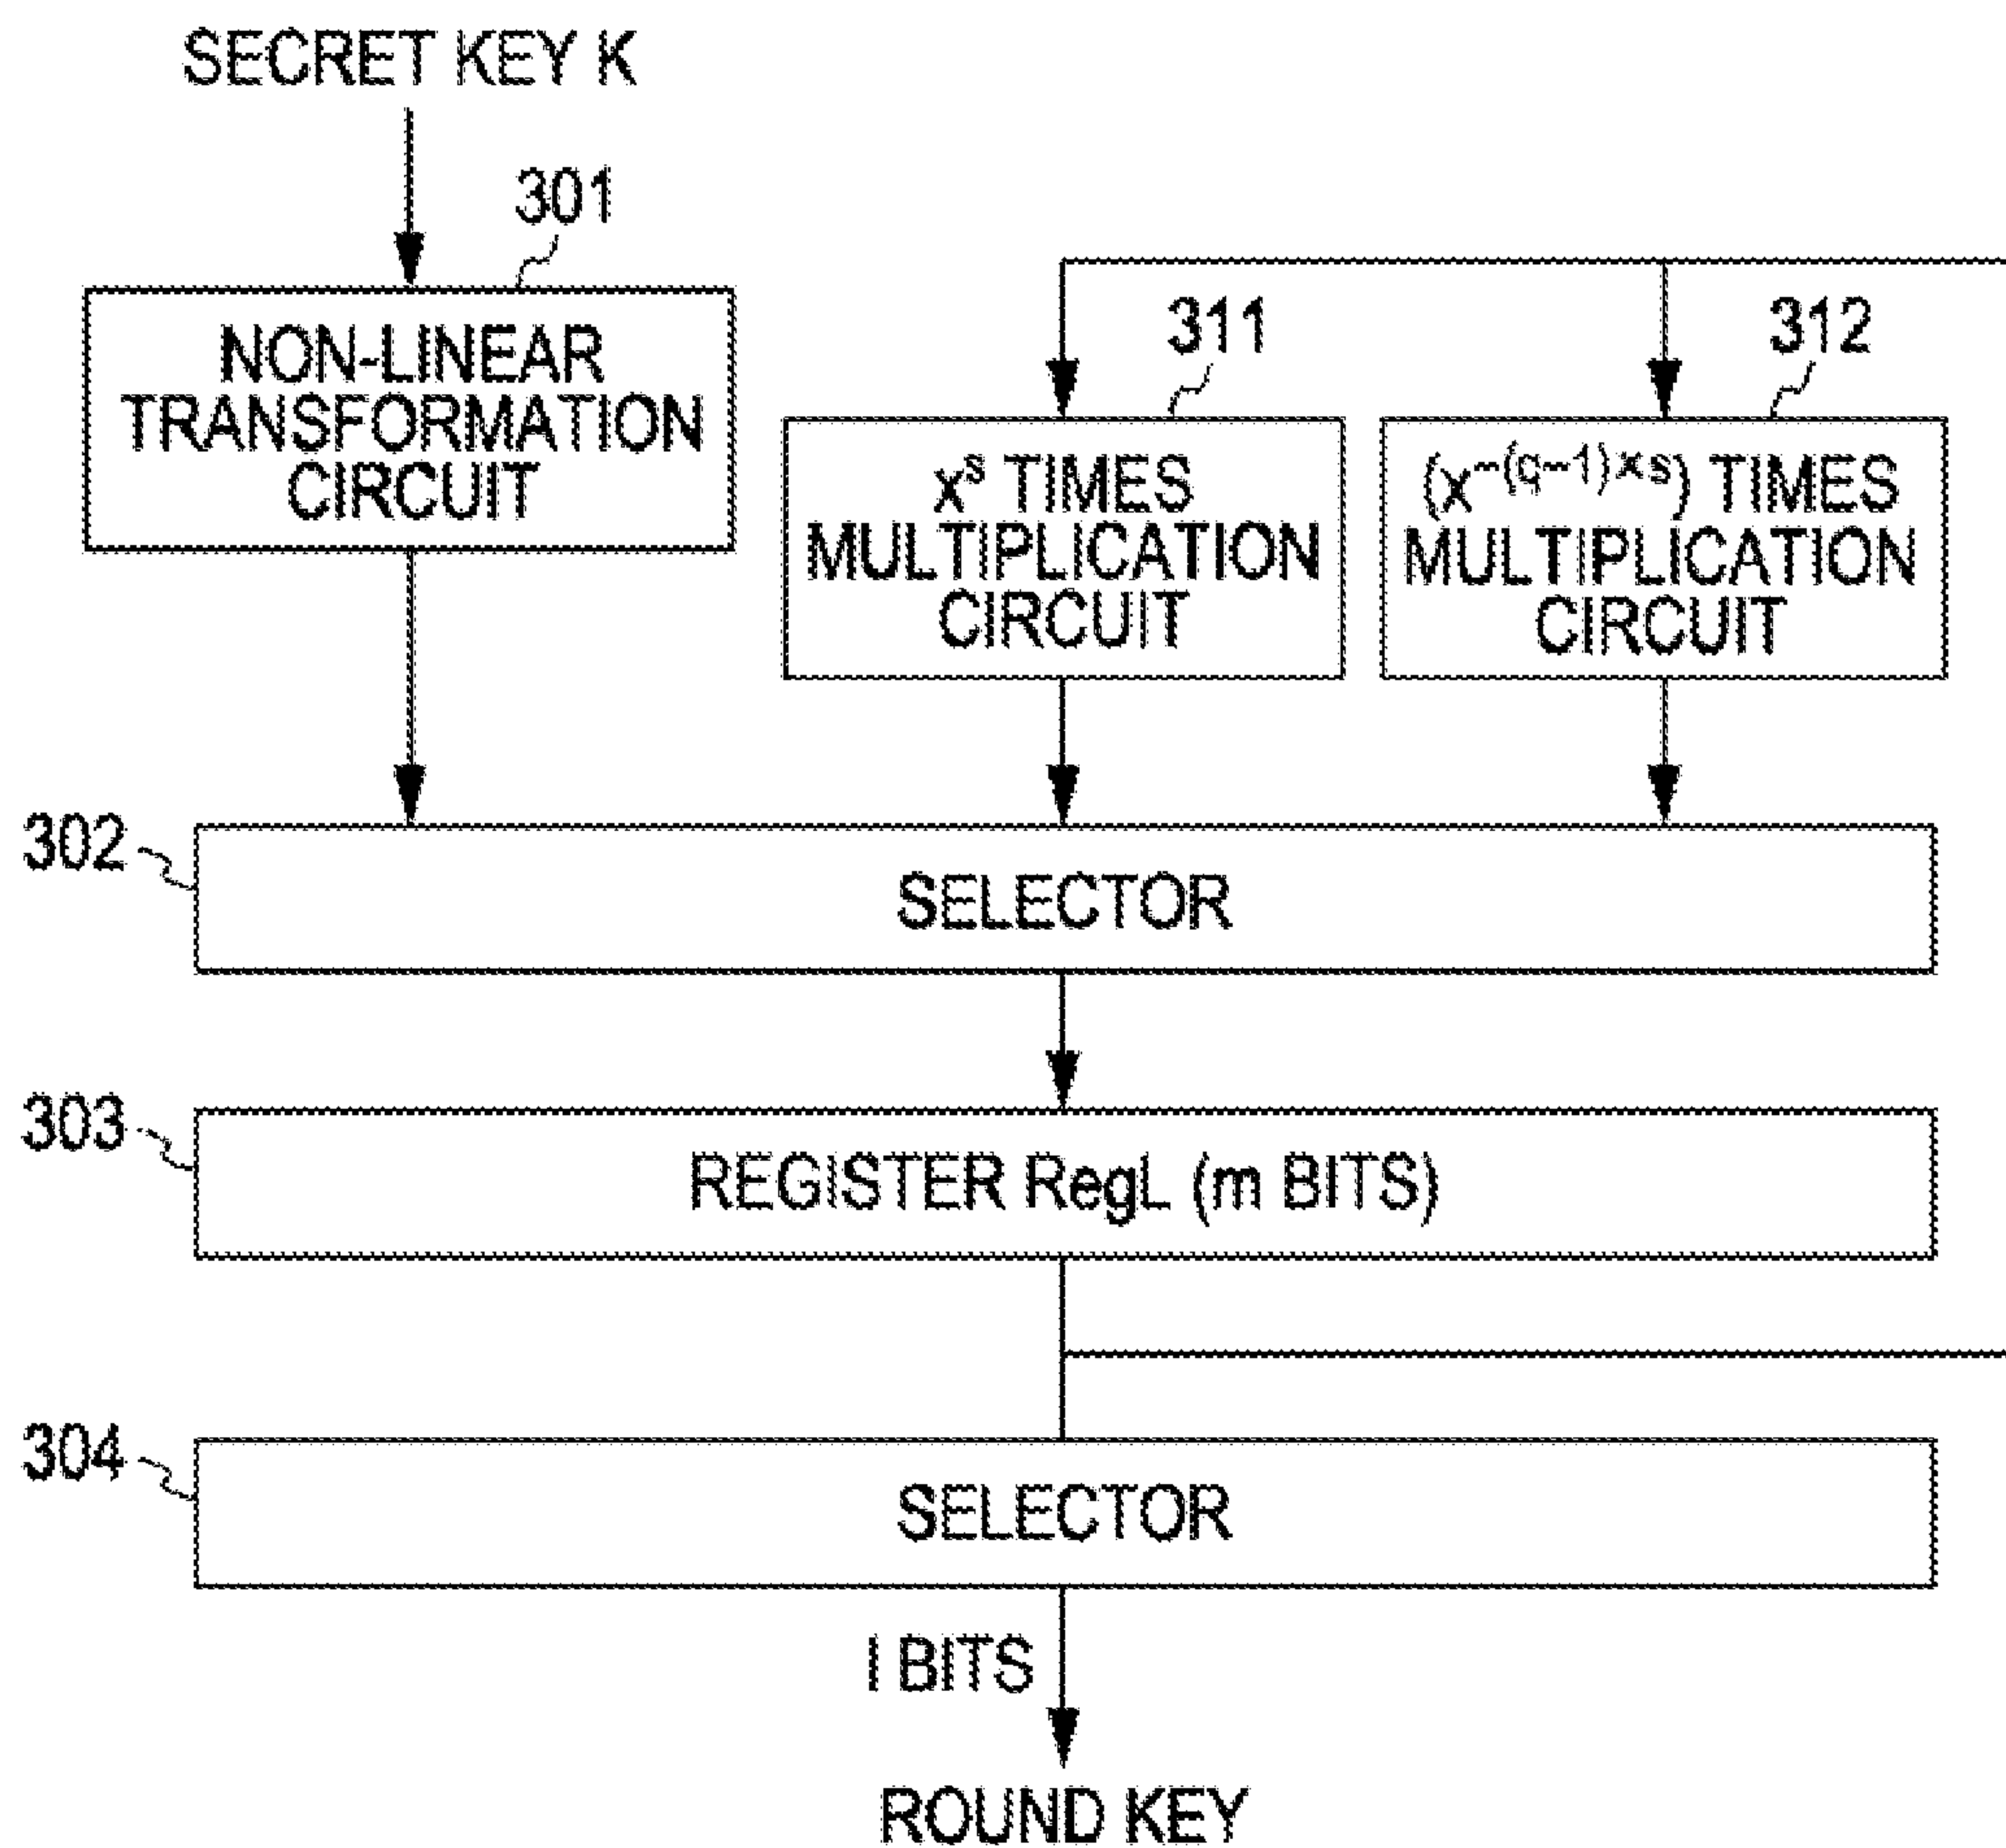 SECRET KEY K
301
NON-LINEAR
TRANSFORMATION
CIRCUIT
311
x^s TIMES
MULTIPLICATION
CIRCUIT
312
(x^-(q-1)×s) TIMES
MULTIPLICATION
CIRCUIT
302
SELECTOR
303
REGISTER RegL (m BITS)
304
SELECTOR
l BITS
ROUND KEY